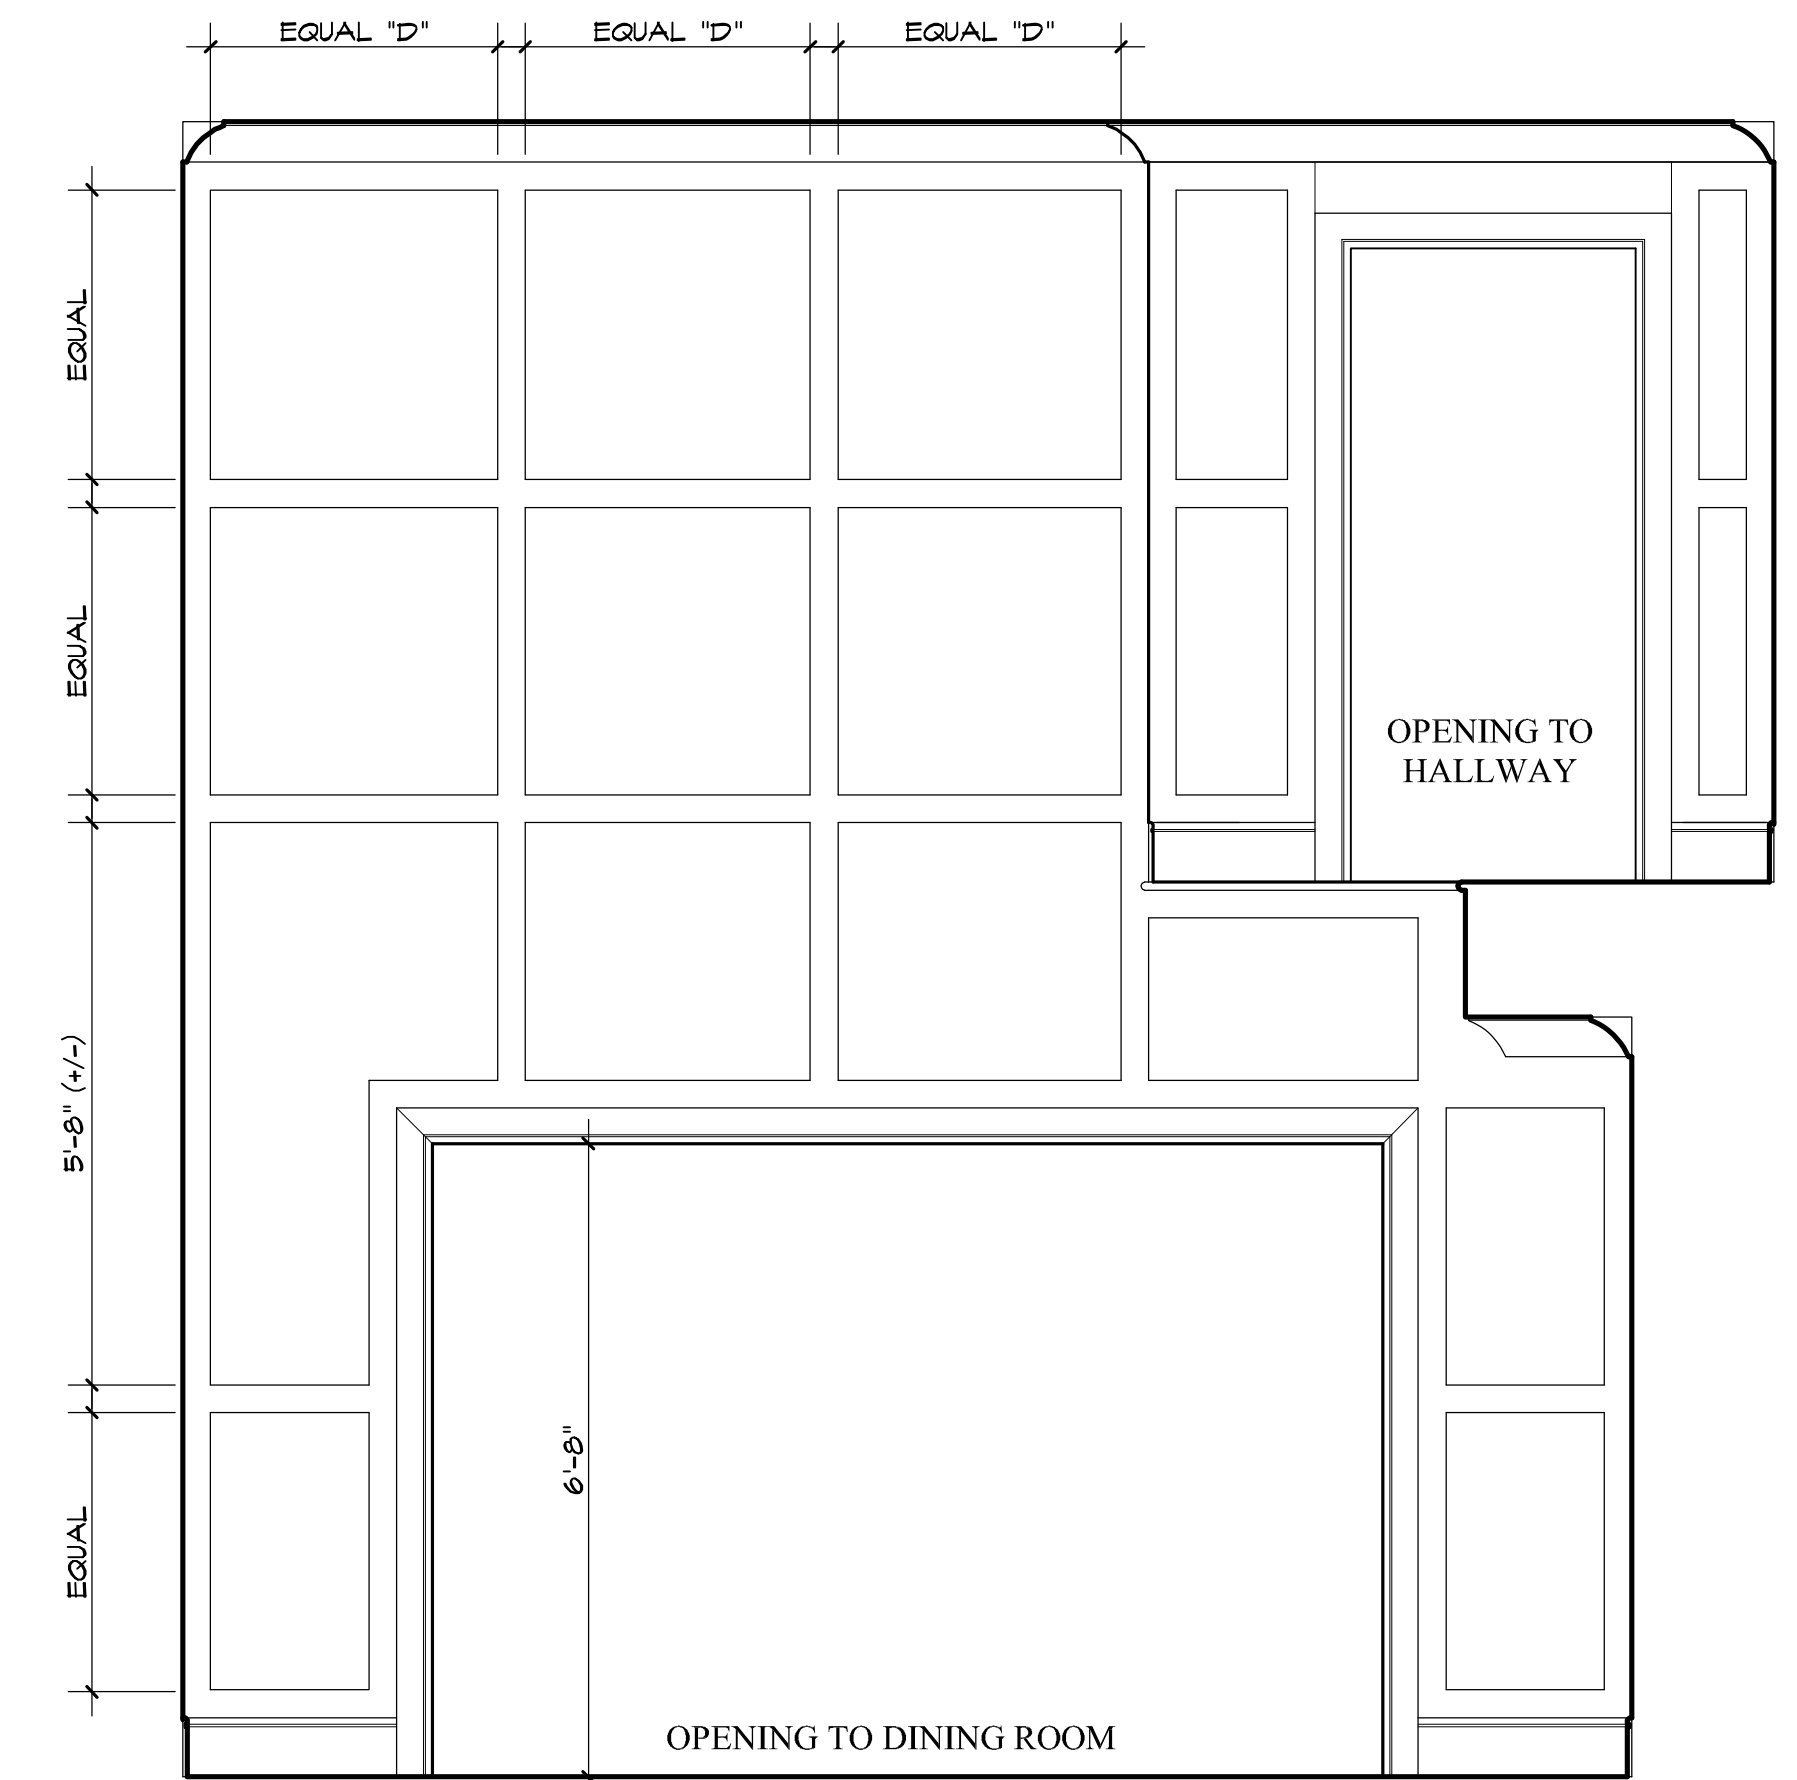 EQUAL "D"
EQUAL "D"
EQUAL "D"
EQUAL
EQUAL
OPENING TO
HALLWAY
5'-8" (+/-)
6'-8"
EQUAL
OPENING TO DINING ROOM